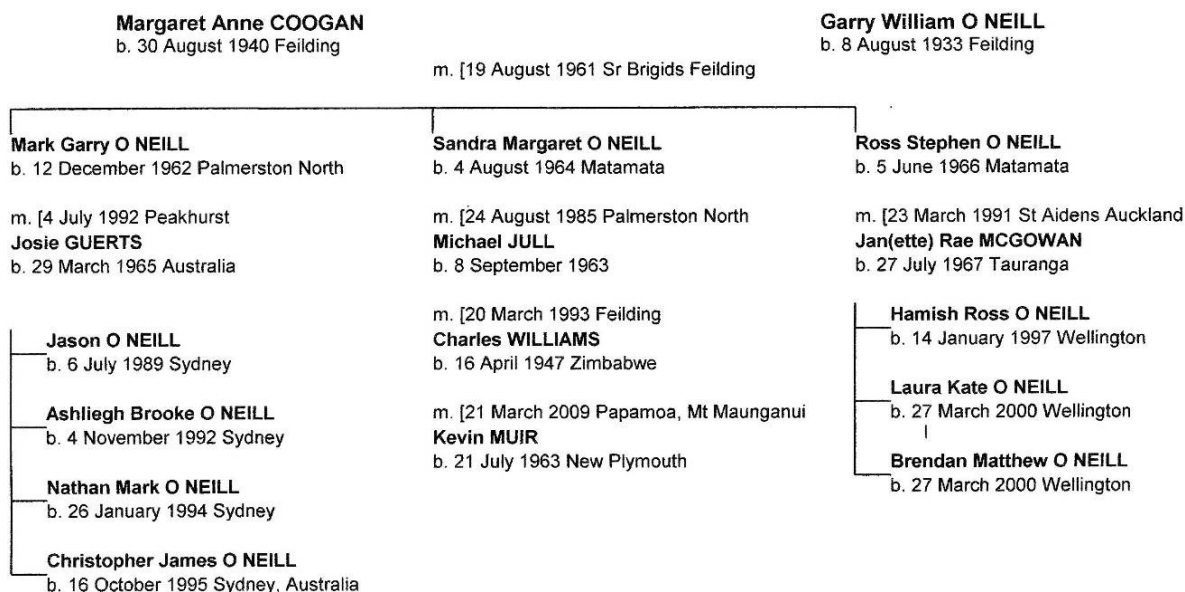 Margaret Anne COOGAN
b. 30 August 1940 Feilding
Garry William O NEILL
b. 8 August 1933 Feilding
m. [19 August 1961 Sr Brigids Feilding
Mark Garry O NEILL
b. 12 December 1962 Palmerston North
m. [4 July 1992 Peakhurst
Josie GUERTS
b. 29 March 1965 Australia
Jason O NEILL
b. 6 July 1989 Sydney
Ashliegh Brooke O NEILL
b. 4 November 1992 Sydney
Nathan Mark O NEILL
b. 26 January 1994 Sydney
Christopher James O NEILL
b. 16 October 1995 Sydney, Australia
Sandra Margaret O NEILL
b. 4 August 1964 Matamata
m. [24 August 1985 Palmerston North
Michael JULL
b. 8 September 1963
m. [20 March 1993 Feilding
Charles WILLIAMS
b. 16 April 1947 Zimbabwe
m. [21 March 2009 Papamoa, Mt Maunganui
Kevin MUIR
b. 21 July 1963 New Plymouth
Ross Stephen O NEILL
b. 5 June 1966 Matamata
m. [23 March 1991 St Aidens Auckland
Jan(ette) Rae MCGOWAN
b. 27 July 1967 Tauranga
Hamish Ross O NEILL
b. 14 January 1997 Wellington
Laura Kate O NEILL
b. 27 March 2000 Wellington
Brendan Matthew O NEILL
b. 27 March 2000 Wellington